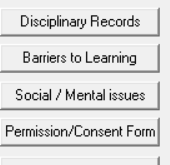 Disciplinary Records
Barriers to Learning
Social / Mental issues
Permission/Consent Form